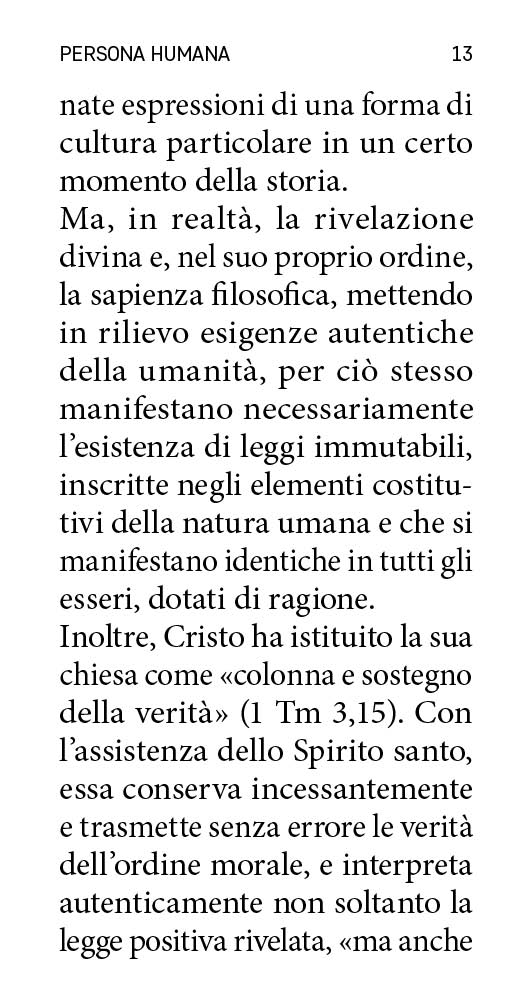 PERSONA HUMANA 13
nate espressioni di una forma di
cultura particolare in un certo
momento della storia.
Ma, in realtà, la rivelazione
divina e, nel suo proprio ordine,
la sapienza filosofica, mettendo
in rilievo esigenze autentiche
della umanità, per ciò stesso
manifestano necessariamente
l’esistenza di leggi immutabili,
inscritte negli elementi costitu-
tivi della natura umana e che si
manifestano identiche in tutti gli
esseri, dotati di ragione.
Inoltre, Cristo ha istituito la sua
chiesa come «colonna e sostegno
della verità» (1 Tm 3,15). Con
l’assistenza dello Spirito santo,
essa conserva incessantemente
e trasmette senza errore le verità
dell’ordine morale, e interpreta
autenticamente non soltanto la
legge positiva rivelata, «ma anche